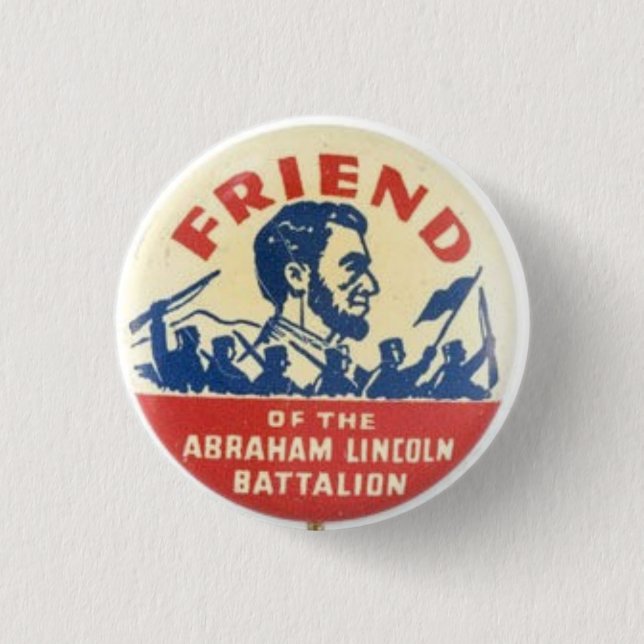 FRIEND
OF THE
ABRAHAM LINCOLN
BATTALION